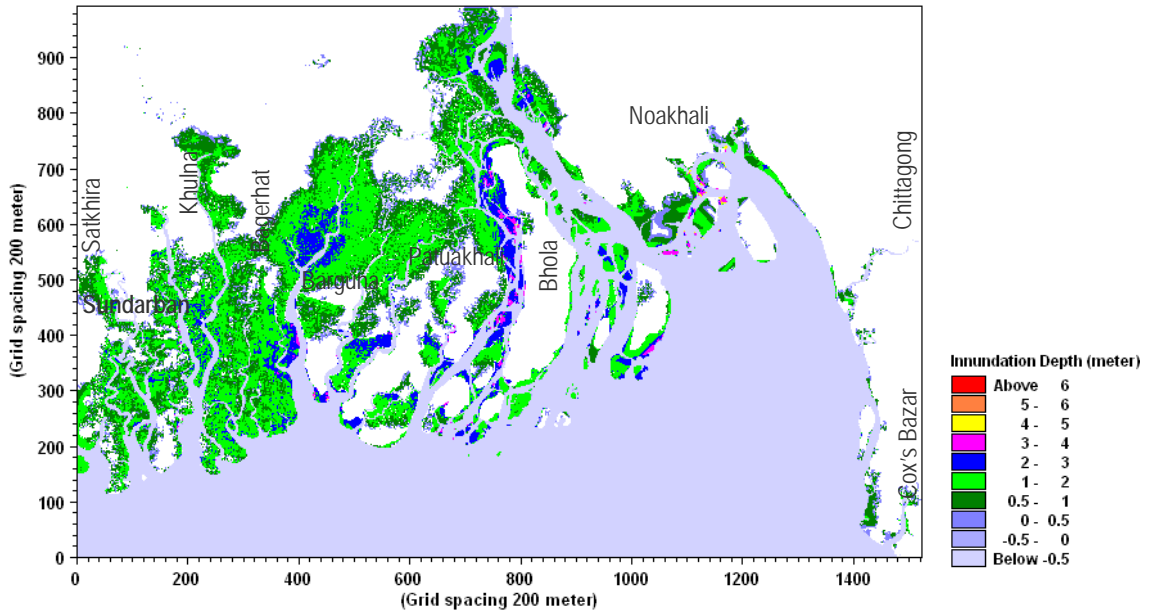 900
800
700
600
500
400
300
200
100
0
(Grid spacing 200 meter)
0 200 400 600 800 1000 1200 1400
(Grid spacing 200 meter)
Noakhali
Chittagong
Khulna
Satkhira
Bagerhat
Patuakhali
Bhola
Barguna
Sundarban
Cox's Bazar
Innundation Depth (meter)
Above 6
5 - 6
4 - 5
3 - 4
2 - 3
1 - 2
0.5 - 1
0 - 0.5
-0.5 - 0
Below -0.5